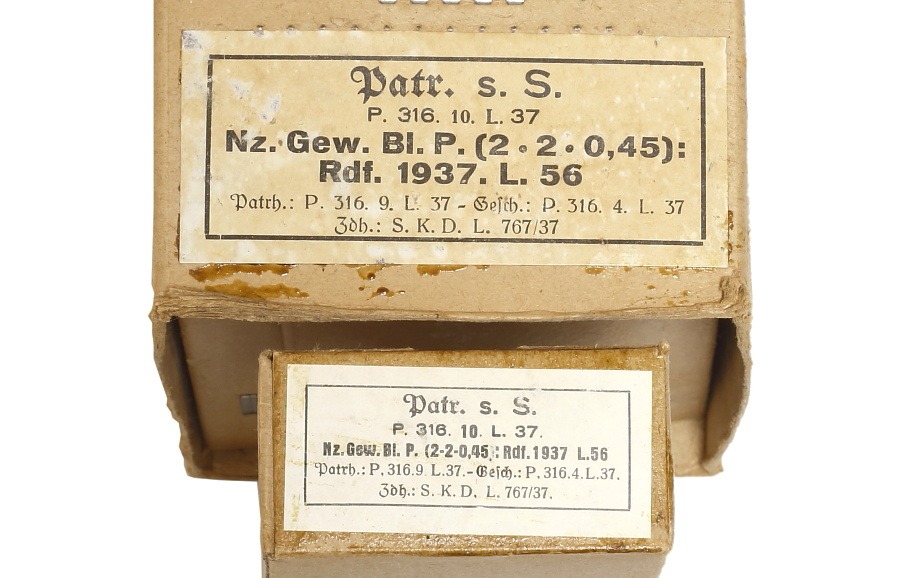 Patr. s. S.
P. 316. 10. L. 37
Nz. Gew. Bl. P. (2 • 2 • 0,45):
Rdf. 1937. L. 56
Patrh.: P. 316. 9. L. 37 - Gesch.: P. 316. 4. L. 37
Zdh.: S. K. D. L. 767/37
Patr. s. S.
P. 316. 10. L. 37.
Nz. Gew. Bl. P. (2-2-0,45): Rdf. 1937 L. 56
Patrh.: P. 316.9 L. 37.- Gesch.: P. 316.4. L. 37.
Zdh.: S. K. D. L. 767/37.